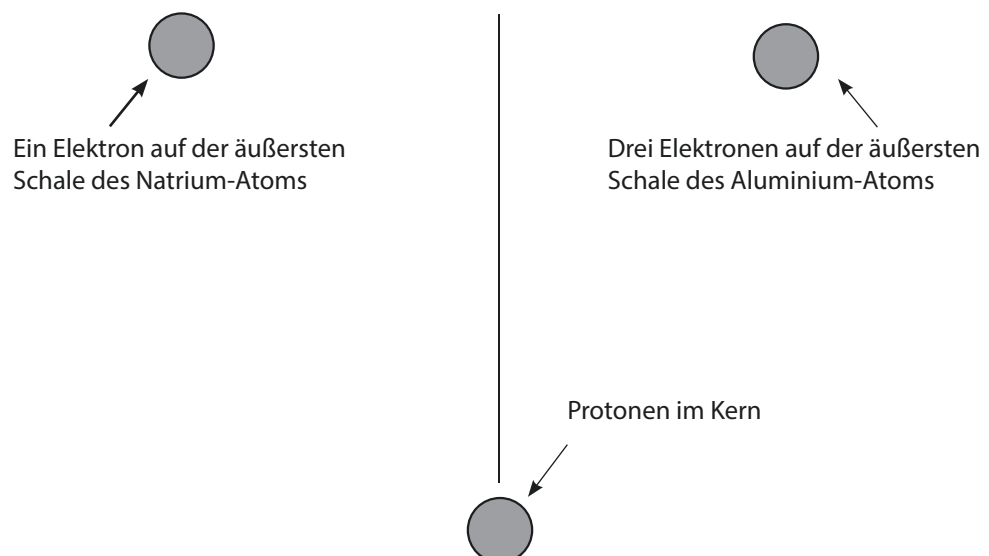 Ein Elektron auf der äußersten
Schale des Natrium-Atoms
Drei Elektronen auf der äußersten
Schale des Aluminium-Atoms
Protonen im Kern